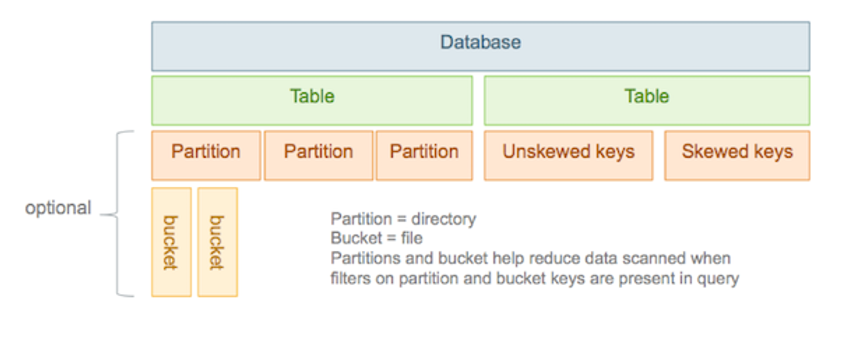 Database
Table
Table
Partition
Partition
Partition
Unskewed keys
Skewed keys
optional
bucket
bucket
Partition = directory
Bucket = file
Partitions and bucket help reduce data scanned when
filters on partition and bucket keys are present in query